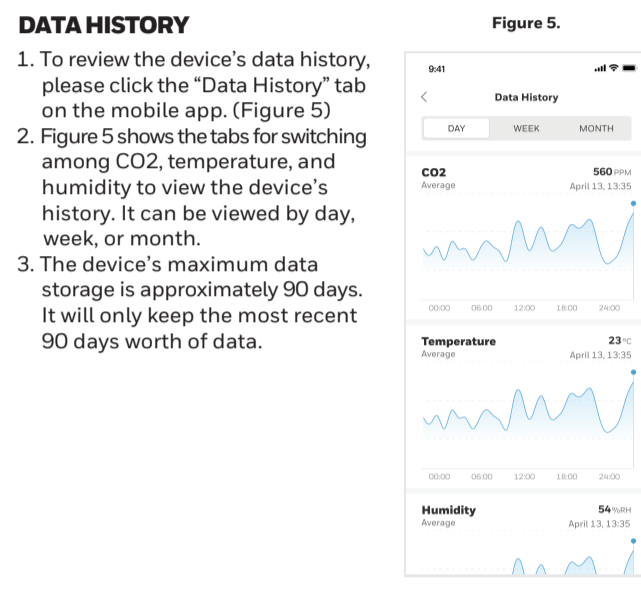 DATA HISTORY
1. To review the device's data history,
please click the "Data History" tab
on the mobile app. (Figure 5)
2. Figure 5 shows the tabs for switching
among CO2, temperature, and
humidity to view the device's
history. It can be viewed by day,
week, or month.
3. The device's maximum data
storage is approximately 90 days.
It will only keep the most recent
90 days worth of data.
Figure 5.
9:41
Data History
DAY WEEK MONTH
CO2 560 PPM
Average April 13, 13:35
00:00 06:00 12:00 18:00 24:00
Temperature 23 °C
Average April 13, 13:35
00:00 06:00 12:00 18:00 24:00
Humidity 54 %RH
Average April 13, 13:35